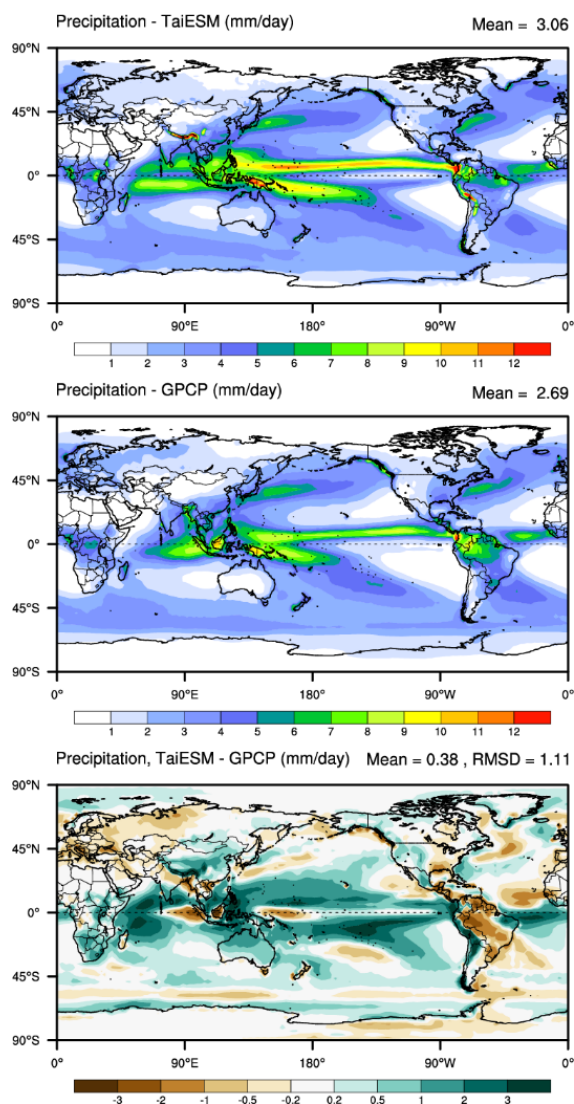 Precipitation - TaiESM (mm/day) Mean = 3.06
90°N
45°N
0°
45°S
90°S
0° 90°E 180° 90°W 0°
1 2 3 4 5 6 7 8 9 10 11 12
Precipitation - GPCP (mm/day) Mean = 2.69
90°N
45°N
0°
45°S
90°S
0° 90°E 180° 90°W 0°
1 2 3 4 5 6 7 8 9 10 11 12
Precipitation, TaiESM - GPCP (mm/day) Mean = 0.38 , RMSD = 1.11
90°N
45°N
0°
45°S
90°S
0° 90°E 180° 90°W 0°
-3 -2 -1 -0.5 -0.2 0.2 0.5 1 2 3